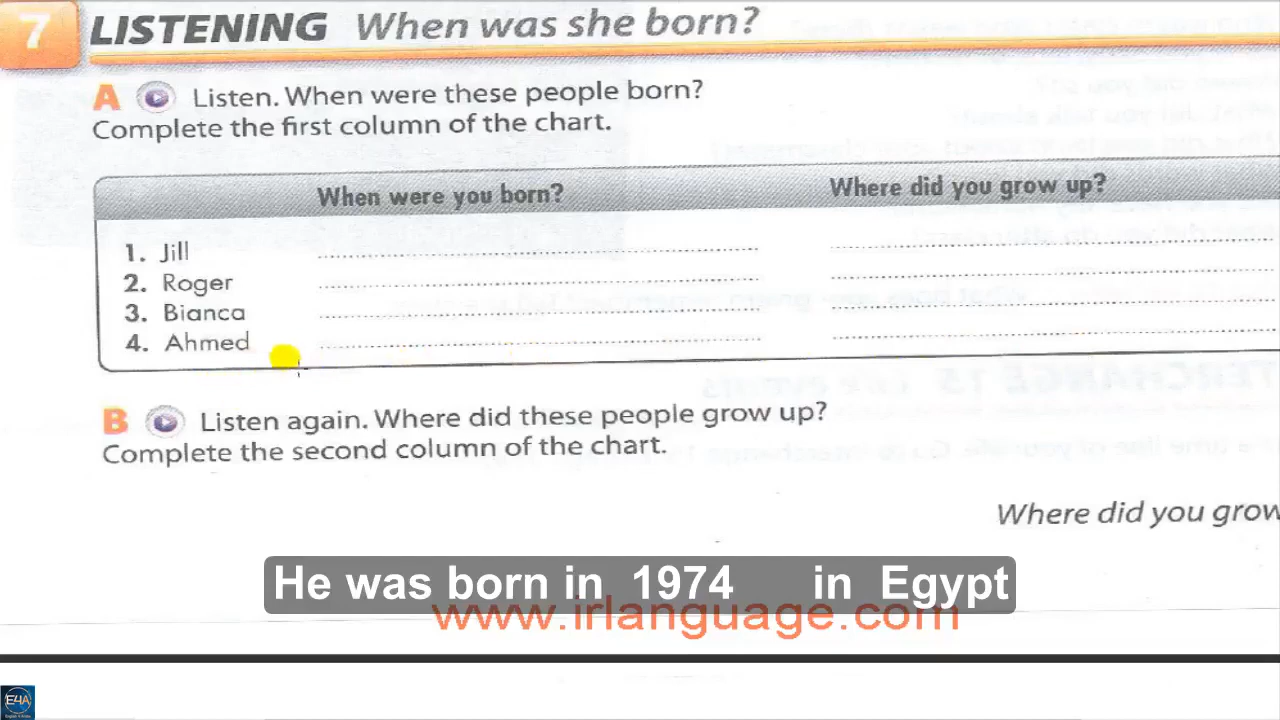 7 LISTENING When was she born?
A Listen. When were these people born?
Complete the first column of the chart.
When were you born? Where did you grow up?
1. Jill
2. Roger
3. Bianca
4. Ahmed
B Listen again. Where did these people grow up?
Complete the second column of the chart.
Where did you grow
He was born in 1974 in Egypt
www.irlanguage.com
E4A